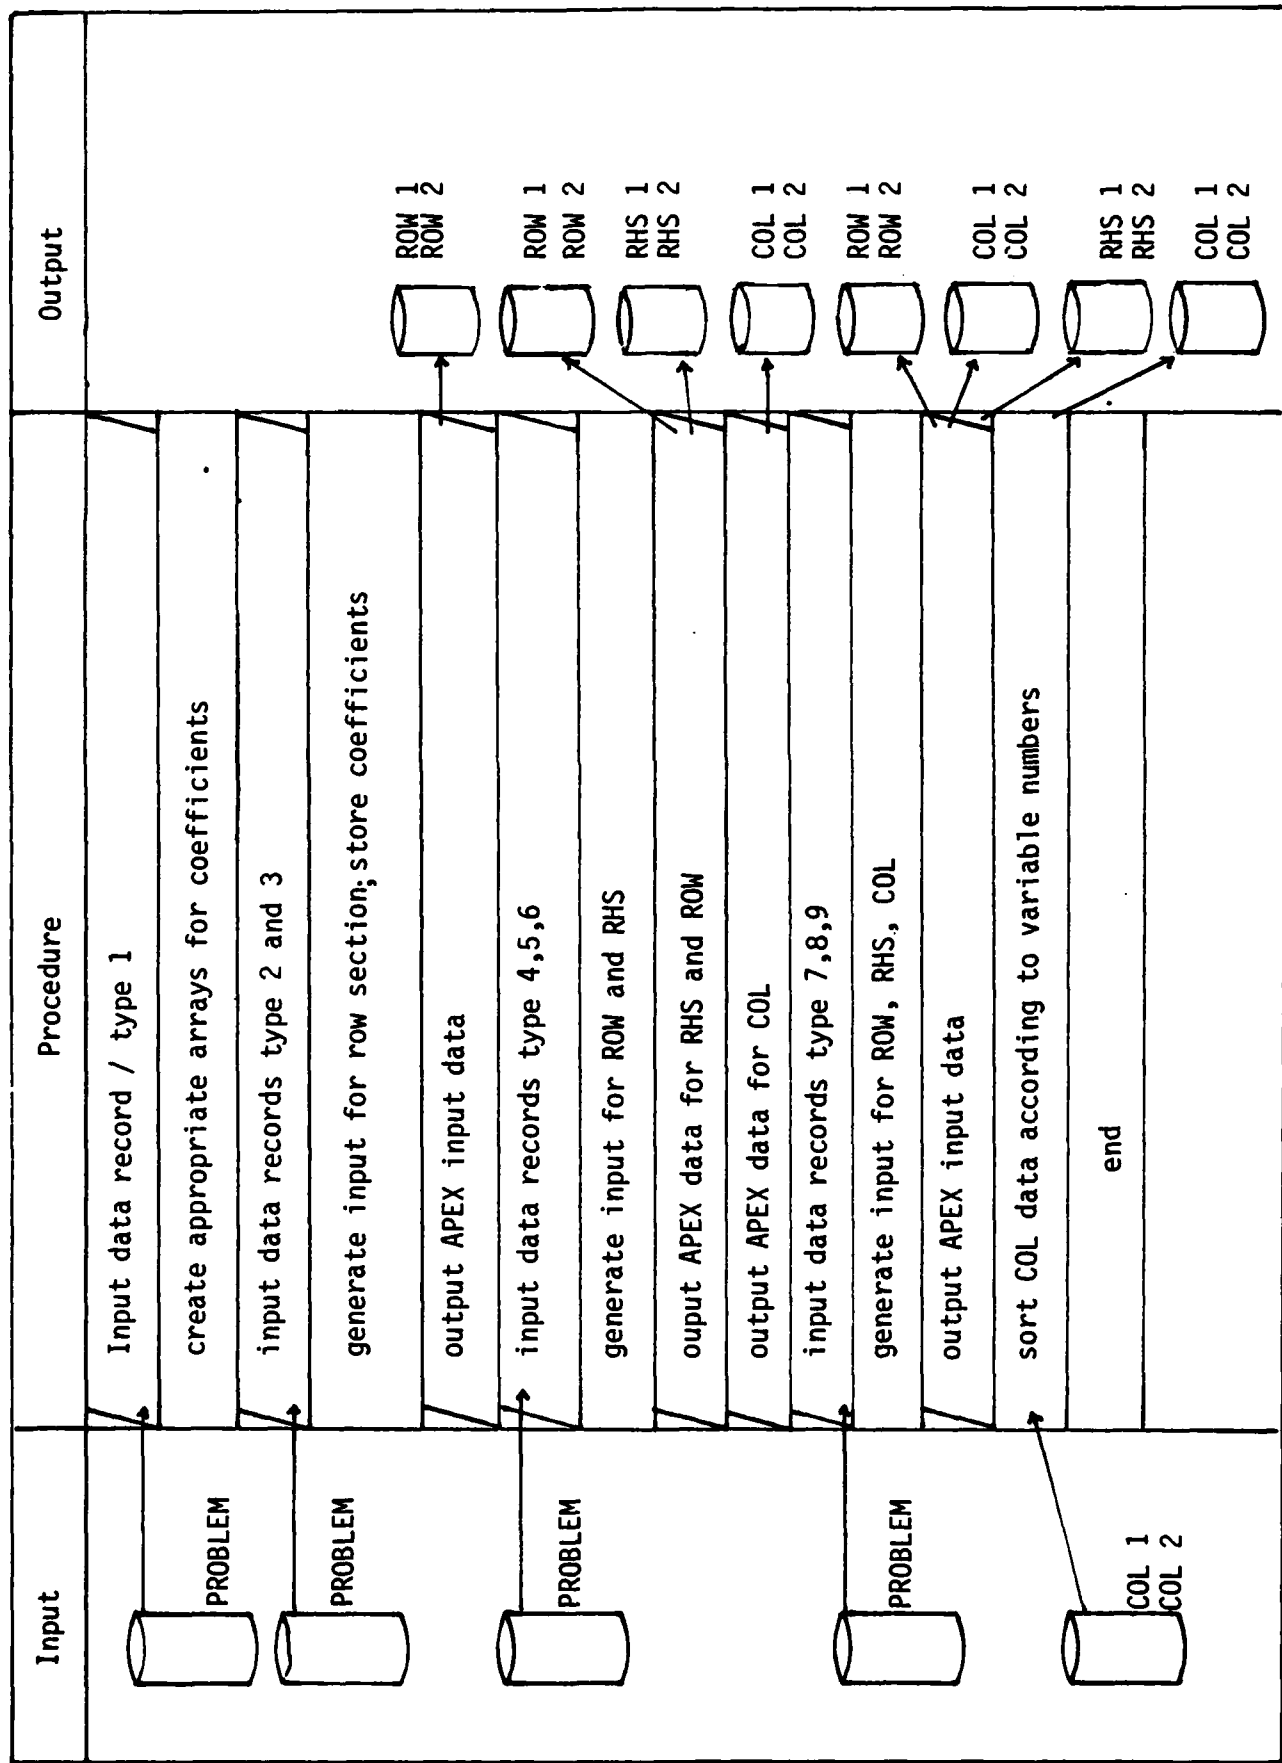 Input
Procedure
Output
PROBLEM
PROBLEM
PROBLEM
PROBLEM
COL 1
COL 2
Input data record / type 1
create appropriate arrays for coefficients
input data records type 2 and 3
generate input for row section; store coefficients
output APEX input data
input data records type 4,5,6
generate input for ROW and RHS
ouput APEX data for RHS and ROW
output APEX data for COL
input data records type 7,8,9
generate input for ROW, RHS, COL
output APEX input data
sort COL data according to variable numbers
end
ROW 1
ROW 2
ROW 1
ROW 2
RHS 1
RHS 2
COL 1
COL 2
ROW 1
ROW 2
COL 1
COL 2
RHS 1
RHS 2
COL 1
COL 2